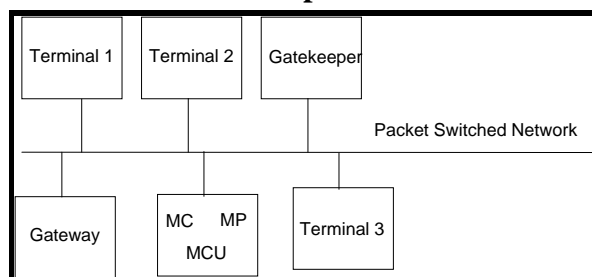 Terminal 1
Terminal 2
Gatekeeper
Packet Switched Network
Gateway
MC MP
MCU
Terminal 3